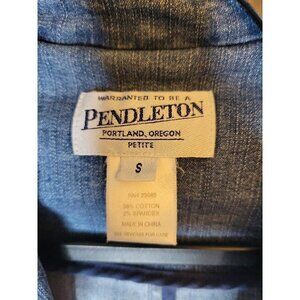 WARRANTED TO BE A
PENDLETON
PORTLAND, OREGON
PETITE
S
98% COTTON
2% SPANDEX
MADE IN CHINA
SEE REVERSE FOR CARE